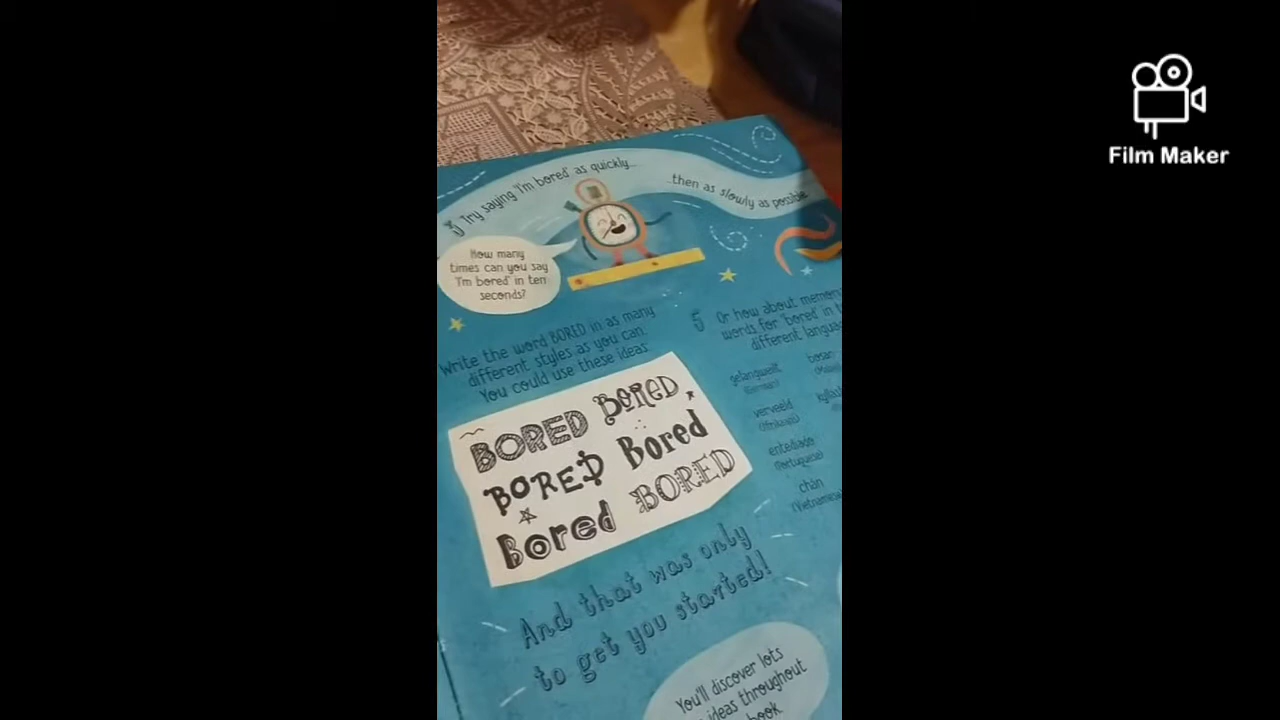 3 Try saying 'I'm bored' as quickly...
...then as slowly as possible
How many
times can you say
'I'm bored' in ten
seconds?
Write the word BORED in as many
different styles as you can.
You could use these ideas
BORED BORED
BORED Bored
Bored BORED
5 Or how about
words for 'bored' in
different
gelangweilt
(German)
bosan
(Malay)
verveeld
(Afrikaans)
entediado
(Portuguese)
chán
(Vietnamese)
And that was only
to get you started!
You'll discover lots
ideas throughout
book
Film Maker